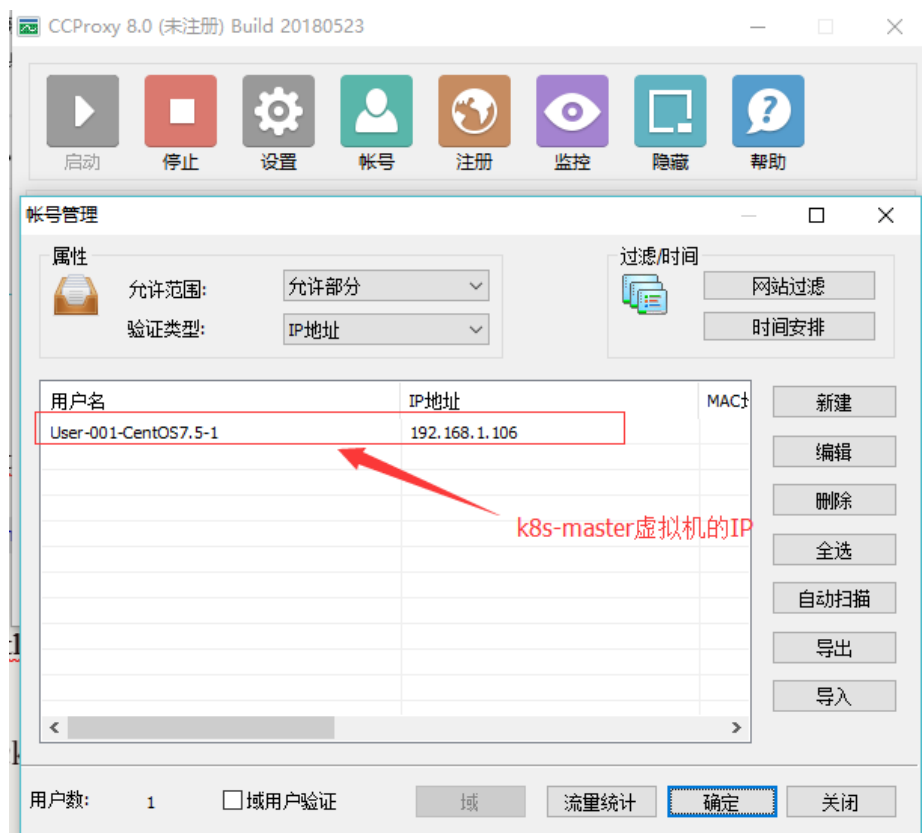 CCProxy 8.0 (未注册) Build 20180523
启动 停止 设置 帐号 注册 监控 隐藏 帮助
帐号管理
属性
允许范围: 允许部分
验证类型: IP地址
过滤/时间
网站过滤
时间安排
用户名 IP地址 MAC
User-001-CentOS7.5-1 192.168.1.106
k8s-master虚拟机的IP
新建
编辑
删除
全选
自动扫描
导出
导入
用户数: 1 域用户验证 域 流量统计 确定 关闭